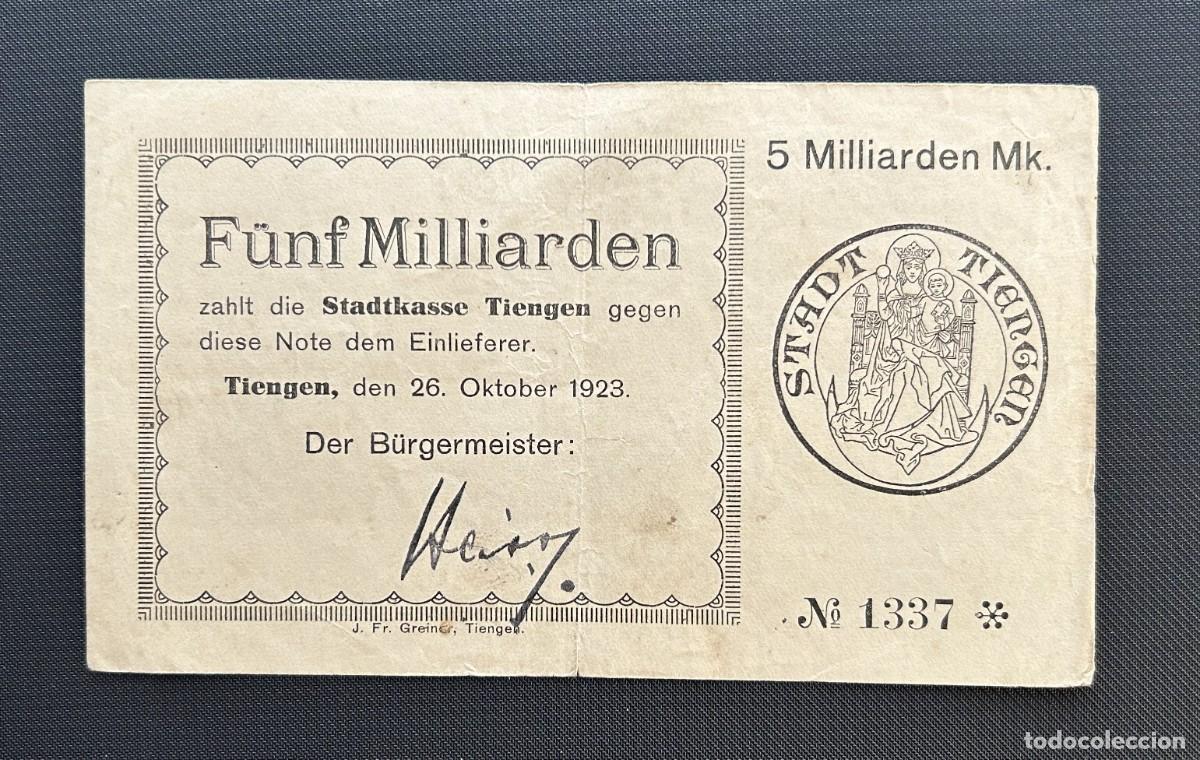 5 Milliarden Mk.
Fünf Milliarden
zahlt die Stadtkasse Tiengen gegen
diese Note dem Einlieferer.
Tiengen, den 26. Oktober 1923.
Der Bürgermeister:
J. Fr. Greiner, Tiengen.
STADT TIENGEN
№ 1337 *
todocoleccion